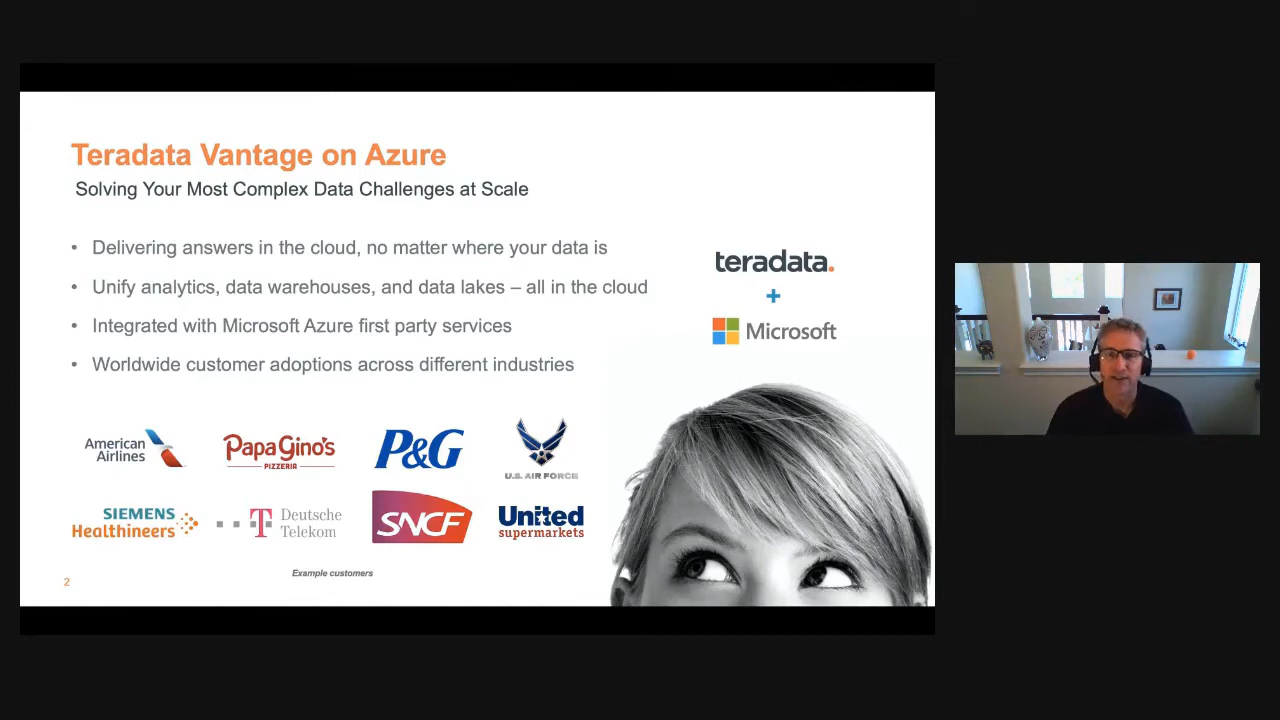 Teradata Vantage on Azure
Solving Your Most Complex Data Challenges at Scale
• Delivering answers in the cloud, no matter where your data is
• Unify analytics, data warehouses, and data lakes – all in the cloud
• Integrated with Microsoft Azure first party services
• Worldwide customer adoptions across different industries
teradata.
+
Microsoft
American
Airlines
Papa Gino's
PIZZERIA
P&G
U.S. AIR FORCE
SIEMENS
Healthineers
T Deutsche
Telekom
SNCF
United
supermarkets
Example customers
2